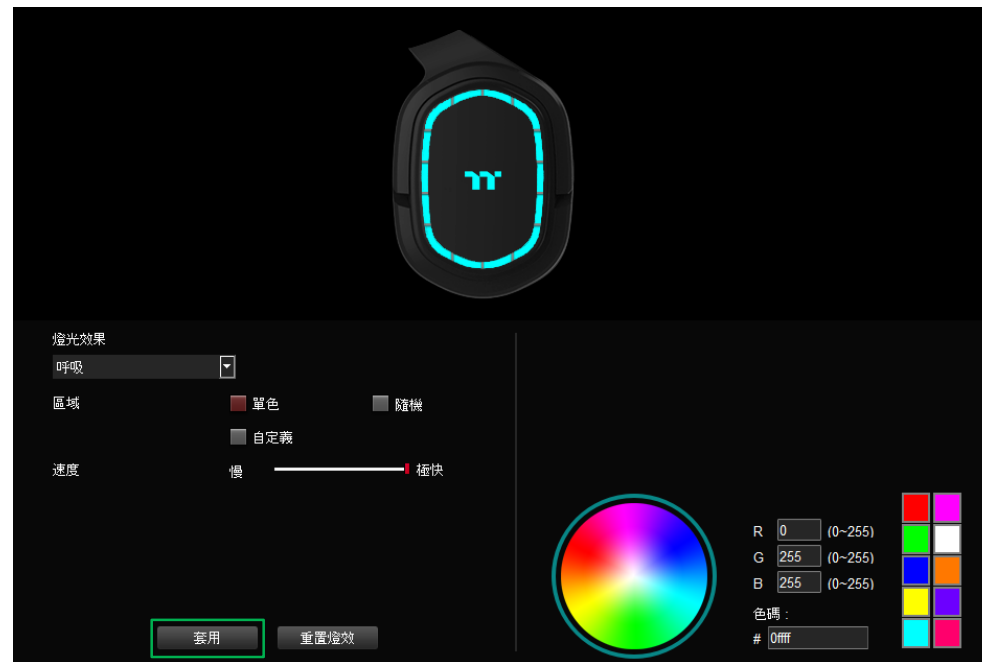 燈光效果
呼吸
區域 單色 隨機
自定義
速度 慢 極快
R 0 (0~255)
G 255 (0~255)
B 255 (0~255)
色碼 :
# 0ffff
套用 重置燈效